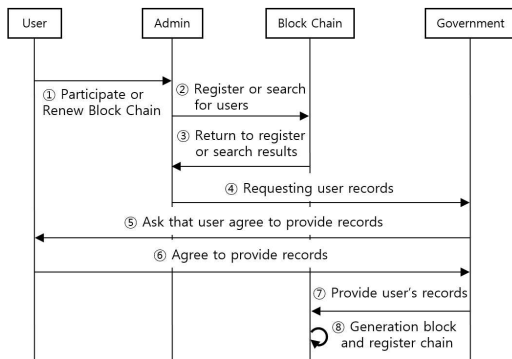 User
Admin
Block Chain
Government
① Participate or
Renew Block Chain
② Register or search
for users
③ Return to register
or search results
④ Requesting user records
⑤ Ask that user agree to provide records
⑥ Agree to provide records
⑦ Provide user's records
⑧ Generation block
and register chain